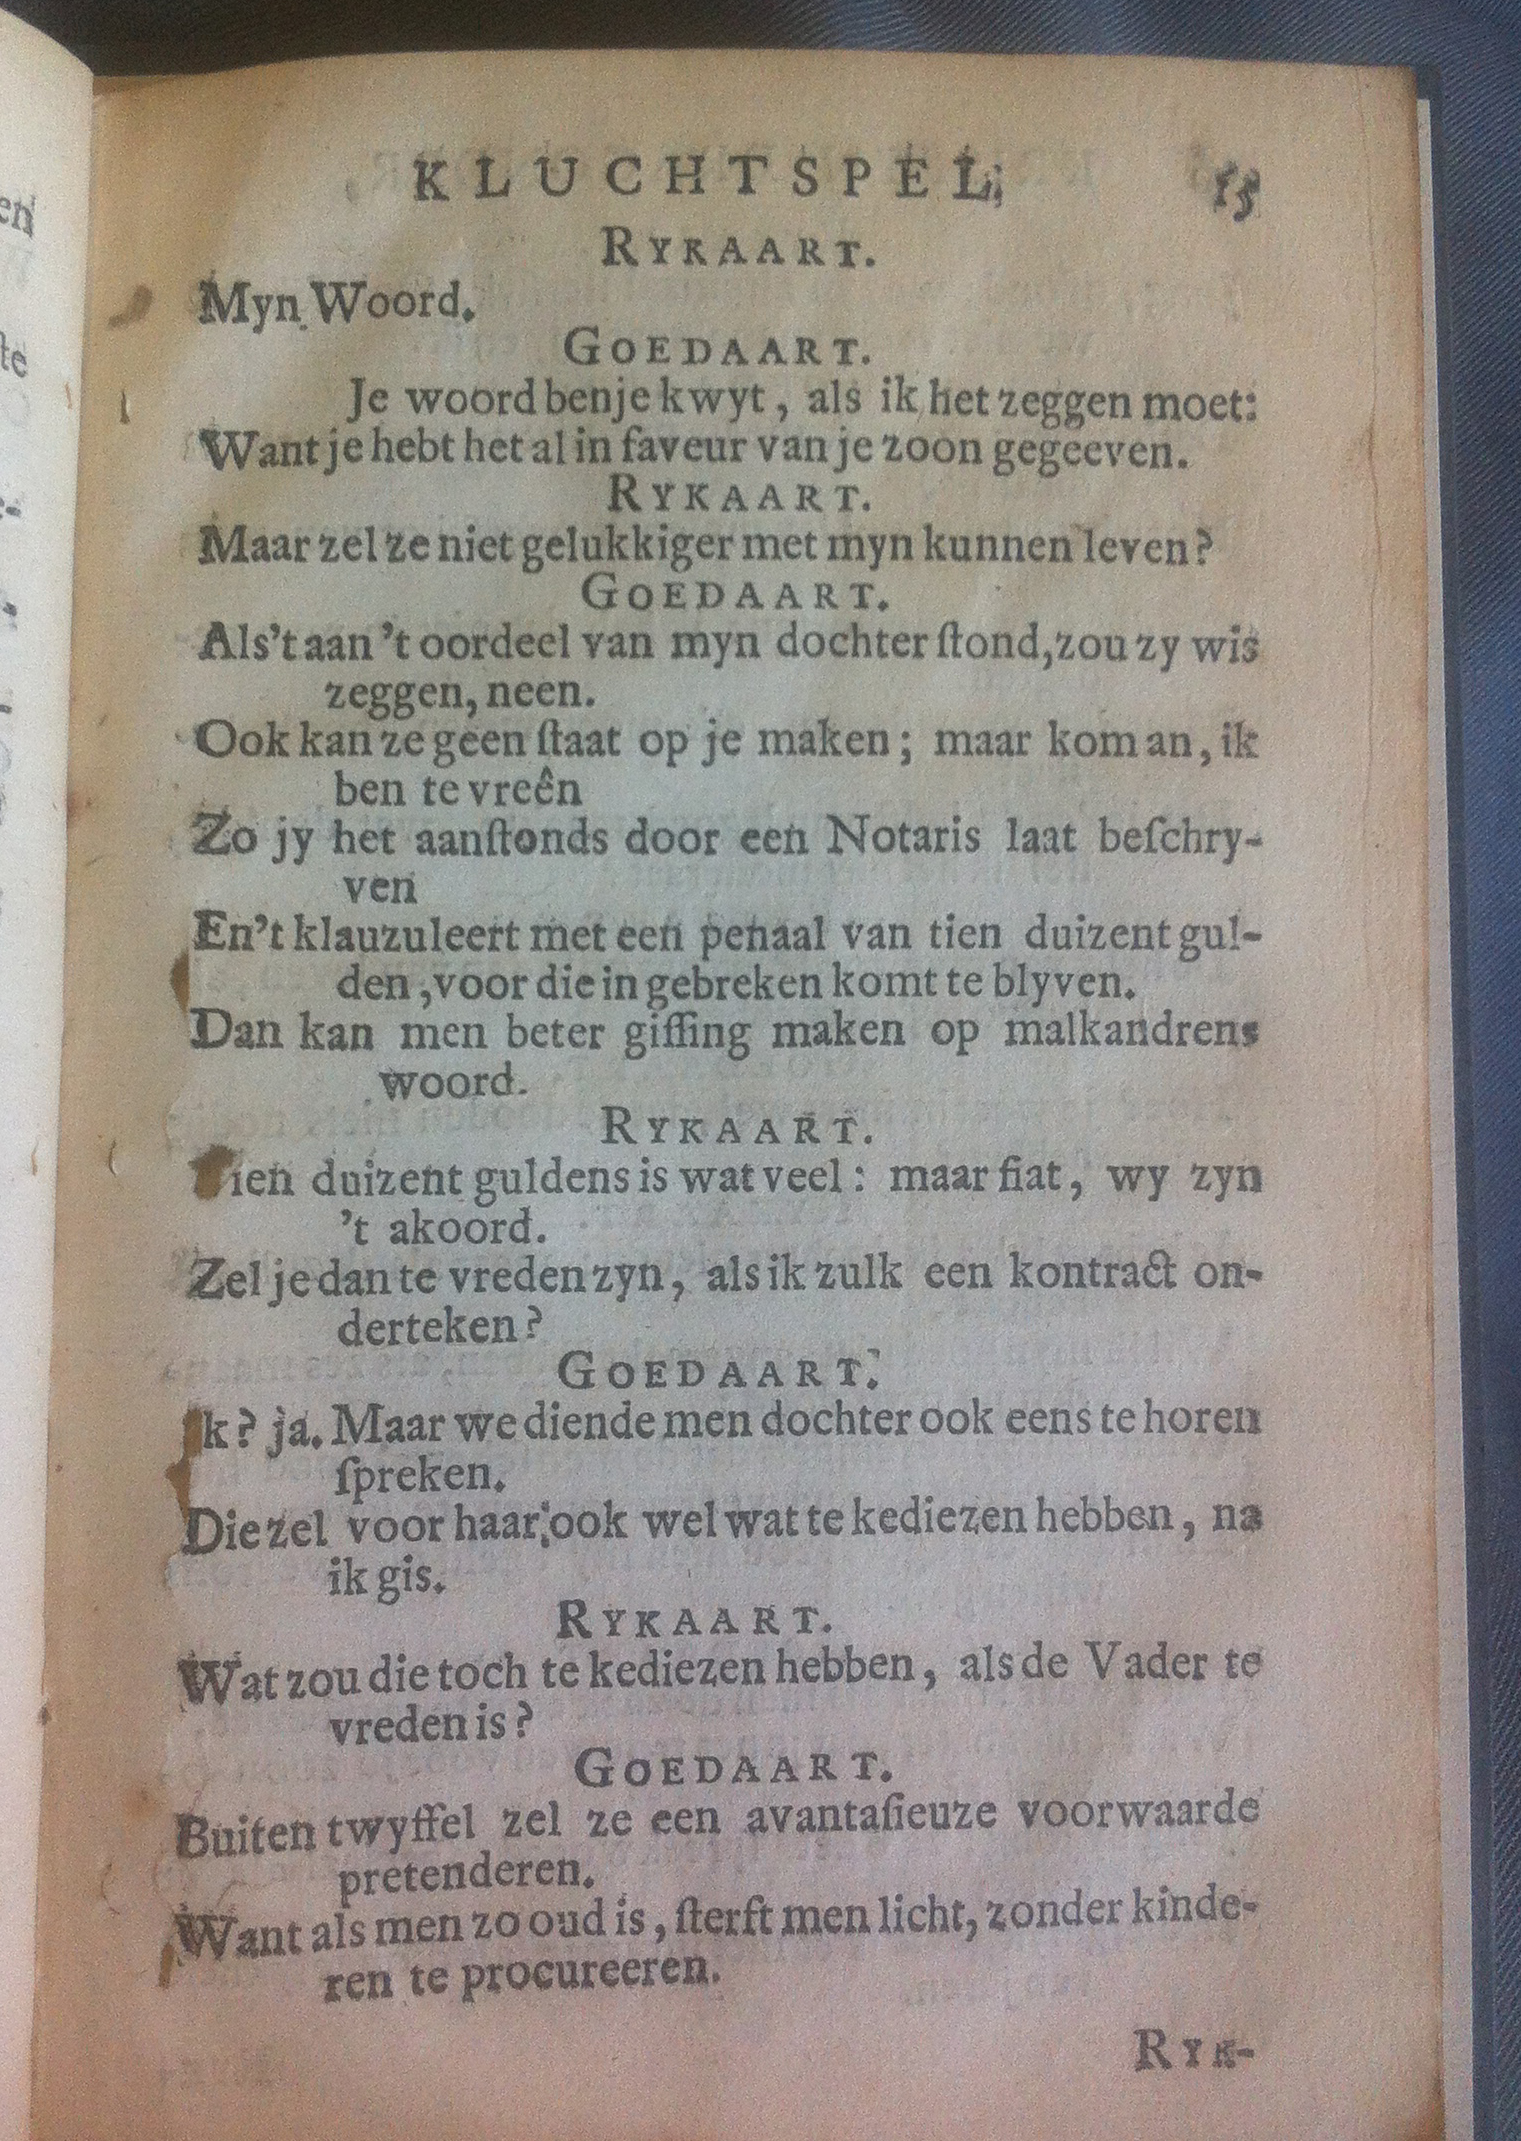 KLUCHTSPEL. 15
RYKAART.
Myn Woord.
GOEDAART.
Je woord benje kwyt, als ik het zeggen moet:
Want je hebt het al in faveur van je zoon gegeeven.
RYKAART.
Maar zel ze niet gelukkiger met myn kunnen leven?
GOEDAART.
Als't aan 't oordeel van myn dochter ſtond, zou zy wis
zeggen, neen.
Ook kan ze geen ſtaat op je maken; maar kom an, ik
ben te vreên
Zo jy het aanſtonds door een Notaris laat beſchry-
ven
En't klauzuleert met een penaal van tien duizent gul-
den, voor die in gebreken komt te blyven.
Dan kan men beter giſſing maken op malkandrens
woord.
RYKAART.
Tien duizent guldens is wat veel: maar fiat, wy zyn
't akoord.
Zel je dan te vreden zyn, als ik zulk een kontract on-
derteken?
GOEDAART.
Ik? ja. Maar we diende men dochter ook eens te horen
ſpreken.
Die zel voor haar ook wel wat te kediezen hebben, na
ik gis.
RYKAART.
Wat zou die toch te kediezen hebben, als de Vader te
vreden is?
GOEDAART.
Buiten twyffel zel ze een avantaſieuze voorwaarde
pretenderen.
Want als men zo oud is, ſterft men licht, zonder kinde-
ren te procureeren.
RYK-